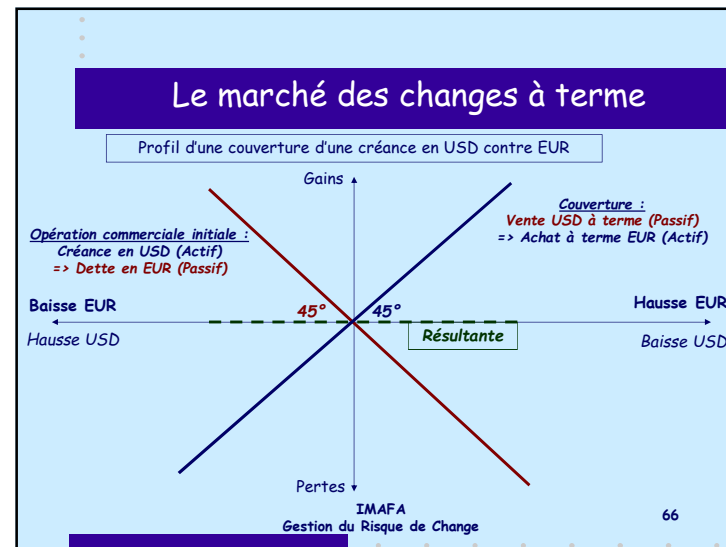 Le marché des changes à terme
Profil d'une couverture d'une créance en USD contre EUR
Gains
Opération commerciale initiale :
Créance en USD (Actif)
=> Dette en EUR (Passif)
Couverture :
Vente USD à terme (Passif)
=> Achat à terme EUR (Actif)
Baisse EUR
45°
45°
Hausse EUR
Hausse USD
Résultante
Baisse USD
Pertes
IMAFA
Gestion du Risque de Change
66